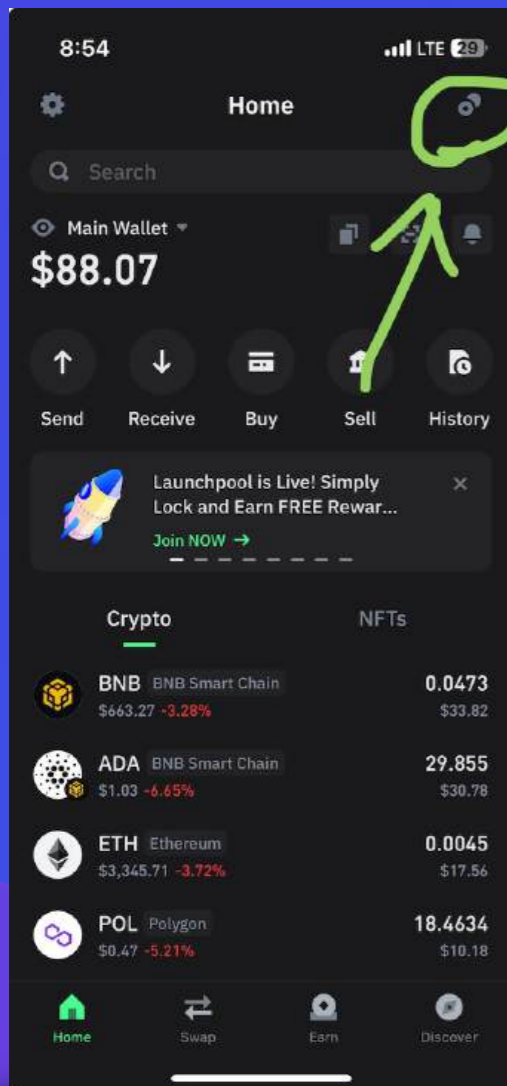 8:54
LTE 29
Home
Search
Main Wallet
$88.07
Send Receive Buy Sell History
Launchpool is Live! Simply
Lock and Earn FREE Rewar...
Join NOW →
Crypto NFTs
BNB BNB Smart Chain 0.0473
$663.27 -3.28% $33.82
ADA BNB Smart Chain 29.855
$1.03 -6.65% $30.78
ETH Ethereum 0.0045
$3,345.71 -3.72% $17.56
POL Polygon 18.4634
$0.47 -5.21% $10.18
Home Swap Earn Discover